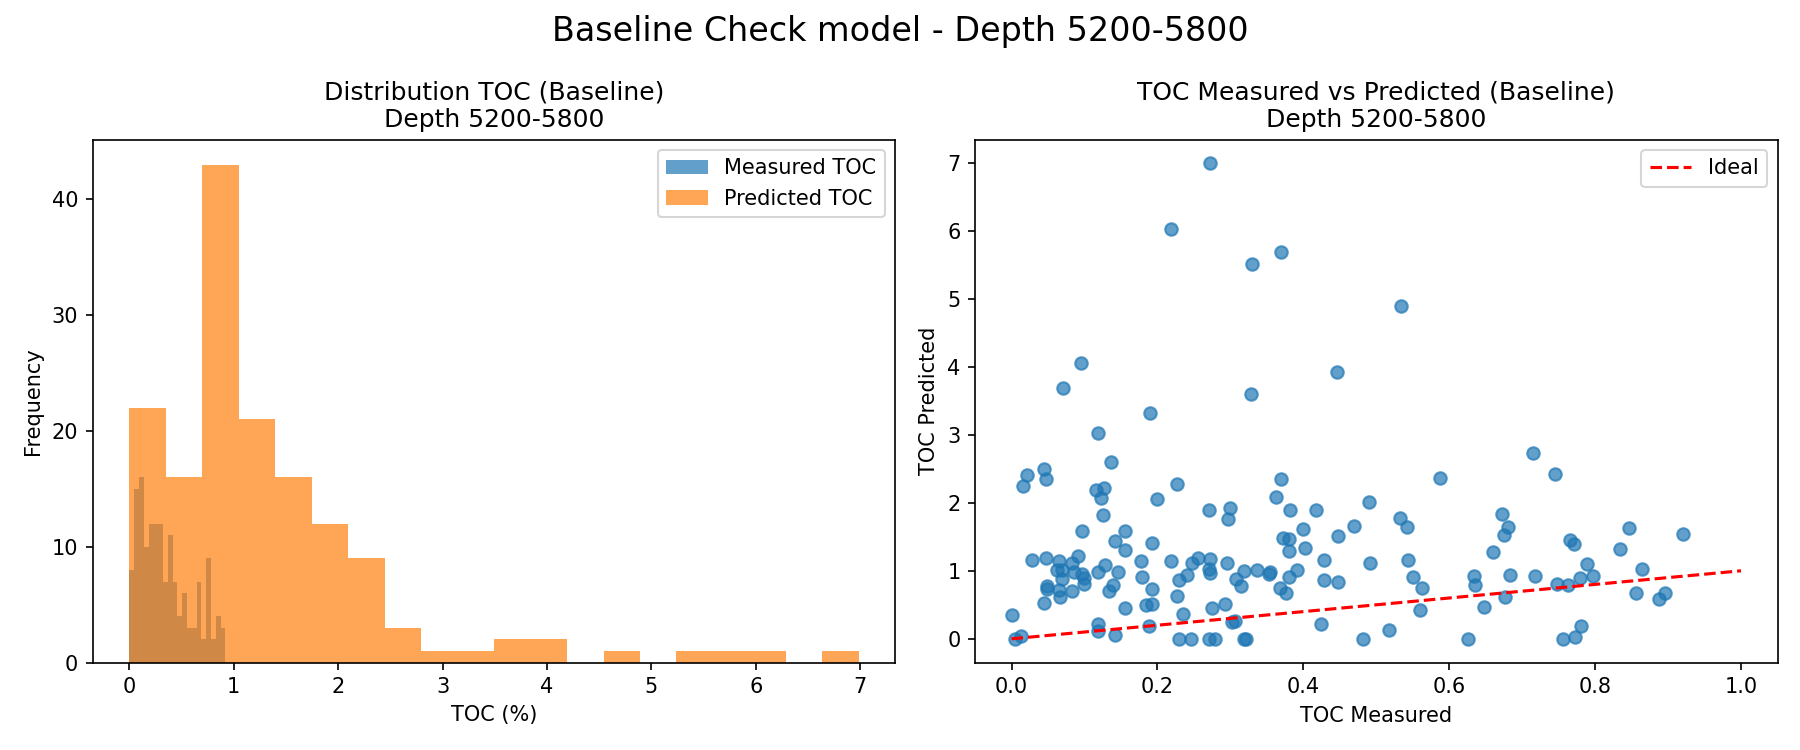 Baseline Check model - Depth 5200-5800
Distribution TOC (Baseline)
Depth 5200-5800
Measured TOC
Predicted TOC
Frequency
40
30
20
10
0
0 1 2 3 4 5 6 7
TOC (%)
TOC Measured vs Predicted (Baseline)
Depth 5200-5800
Ideal
TOC Predicted
7
6
5
4
3
2
1
0
0.0 0.2 0.4 0.6 0.8 1.0
TOC Measured